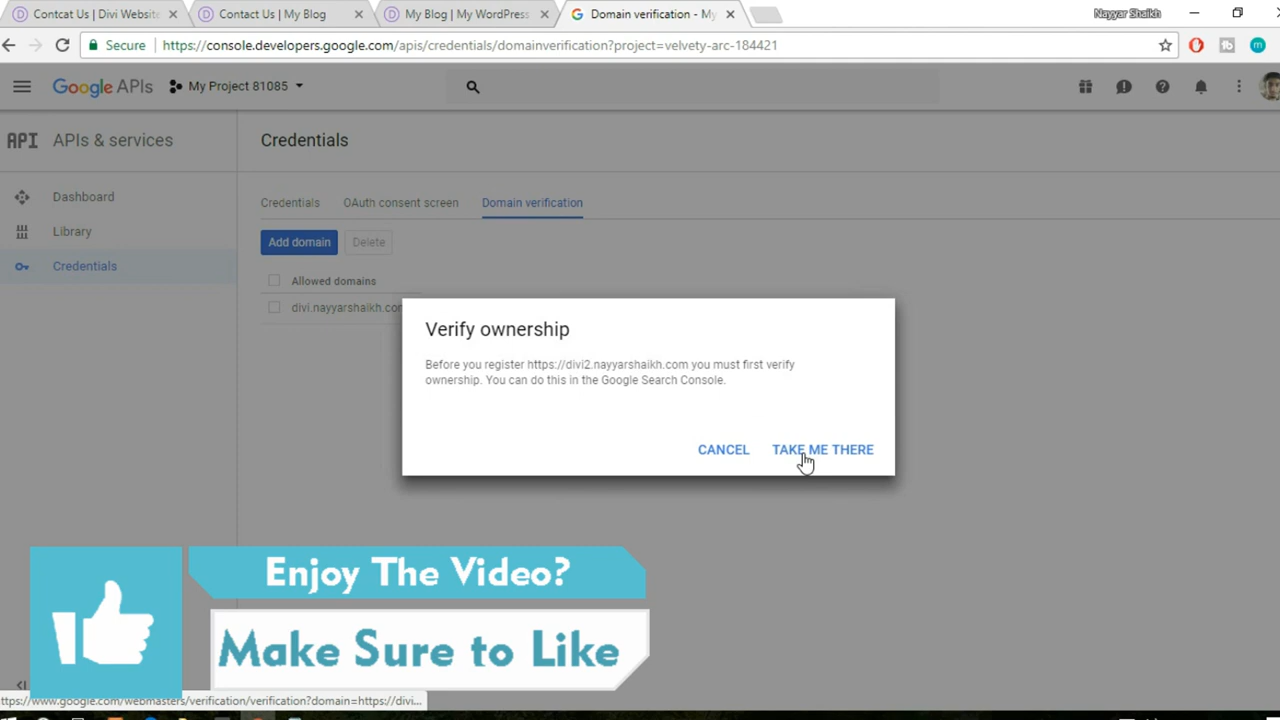 Contcat Us | Divi Website
Contact Us | My Blog
My Blog | My WordPress
Domain verification - My
Nayyar Shaikh
Secure
https://console.developers.google.com/apis/credentials/domainverification?project=velvety-arc-184421
Google APIs
My Project 81085
API APIs & services
Credentials
Dashboard
Library
Credentials
Credentials
OAuth consent screen
Domain verification
Add domain
Delete
Allowed domains
divi.nayyarshaikh.com
Verify ownership
Before you register https://divi2.nayyarshaikh.com you must first verify
ownership. You can do this in the Google Search Console.
CANCEL
TAKE ME THERE
Enjoy The Video?
Make Sure to Like
ttps://www.google.com/webmasters/verification/verification?domain=https://divi...